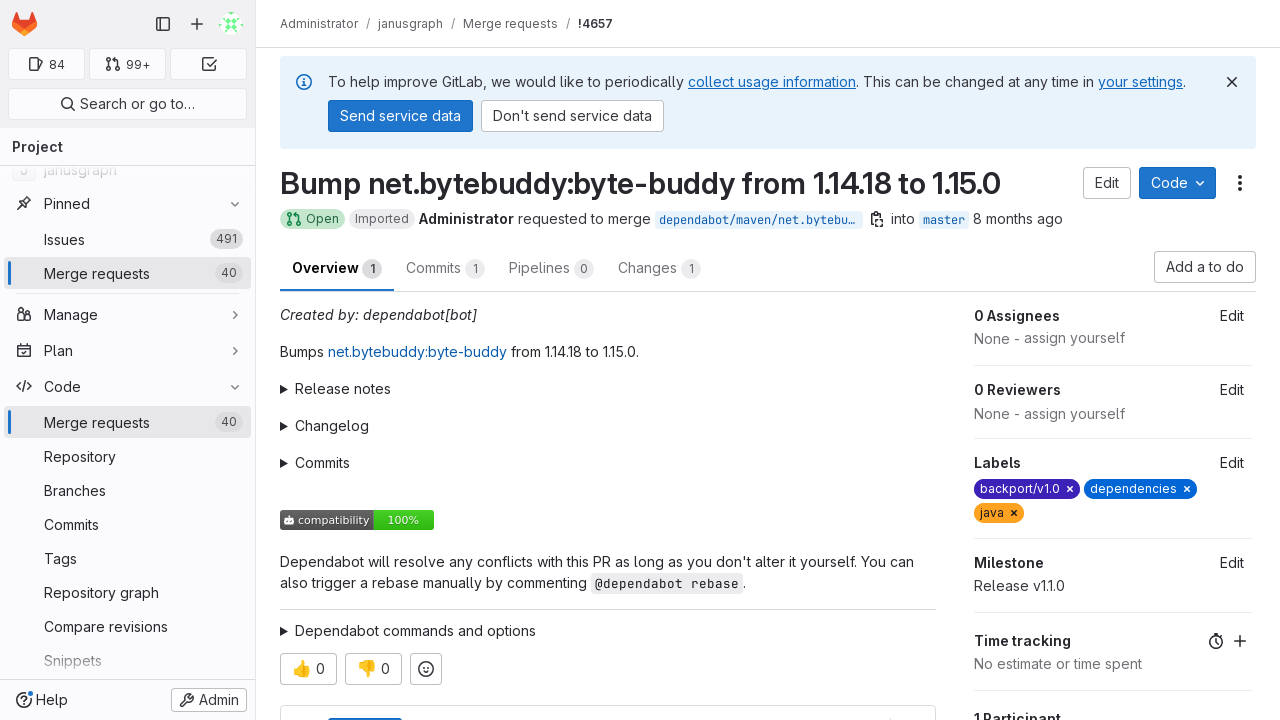 Administrator / janusgraph / Merge requests / !4657
84
99+
Search or go to…
Project
janusgraph
Pinned
Issues 491
Merge requests 40
Manage
Plan
Code
Merge requests 40
Repository
Branches
Commits
Tags
Repository graph
Compare revisions
Snippets
Help
Admin
To help improve GitLab, we would like to periodically collect usage information. This can be changed at any time in your settings.
Send service data
Don't send service data
Bump net.bytebuddy:byte-buddy from 1.14.18 to 1.15.0
Edit
Code
Open Imported Administrator requested to merge dependabot/maven/net.bytebu… into master 8 months ago
Overview 1
Commits 1
Pipelines 0
Changes 1
Add a to do
Created by: dependabot[bot]
Bumps net.bytebuddy:byte-buddy from 1.14.18 to 1.15.0.
Release notes
Changelog
Commits
compatibility 100%
Dependabot will resolve any conflicts with this PR as long as you don't alter it yourself. You can
also trigger a rebase manually by commenting @dependabot rebase.
Dependabot commands and options
👍 0
👎 0
0 Assignees
Edit
None - assign yourself
0 Reviewers
Edit
None - assign yourself
Labels
Edit
backport/v1.0 ×
dependencies ×
java ×
Milestone
Edit
Release v1.1.0
Time tracking
No estimate or time spent
1 Participant